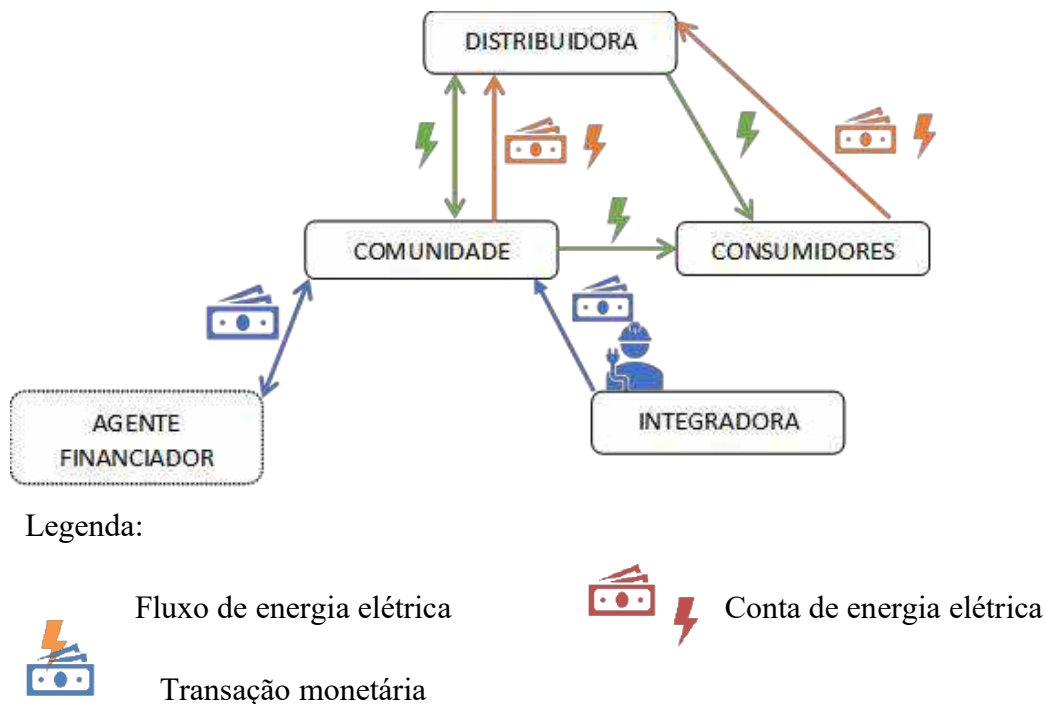 DISTRIBUIDORA
COMUNIDADE
CONSUMIDORES
AGENTE
FINANCIADOR
INTEGRADORA
Legenda:
Fluxo de energia elétrica
Conta de energia elétrica
Transação monetária